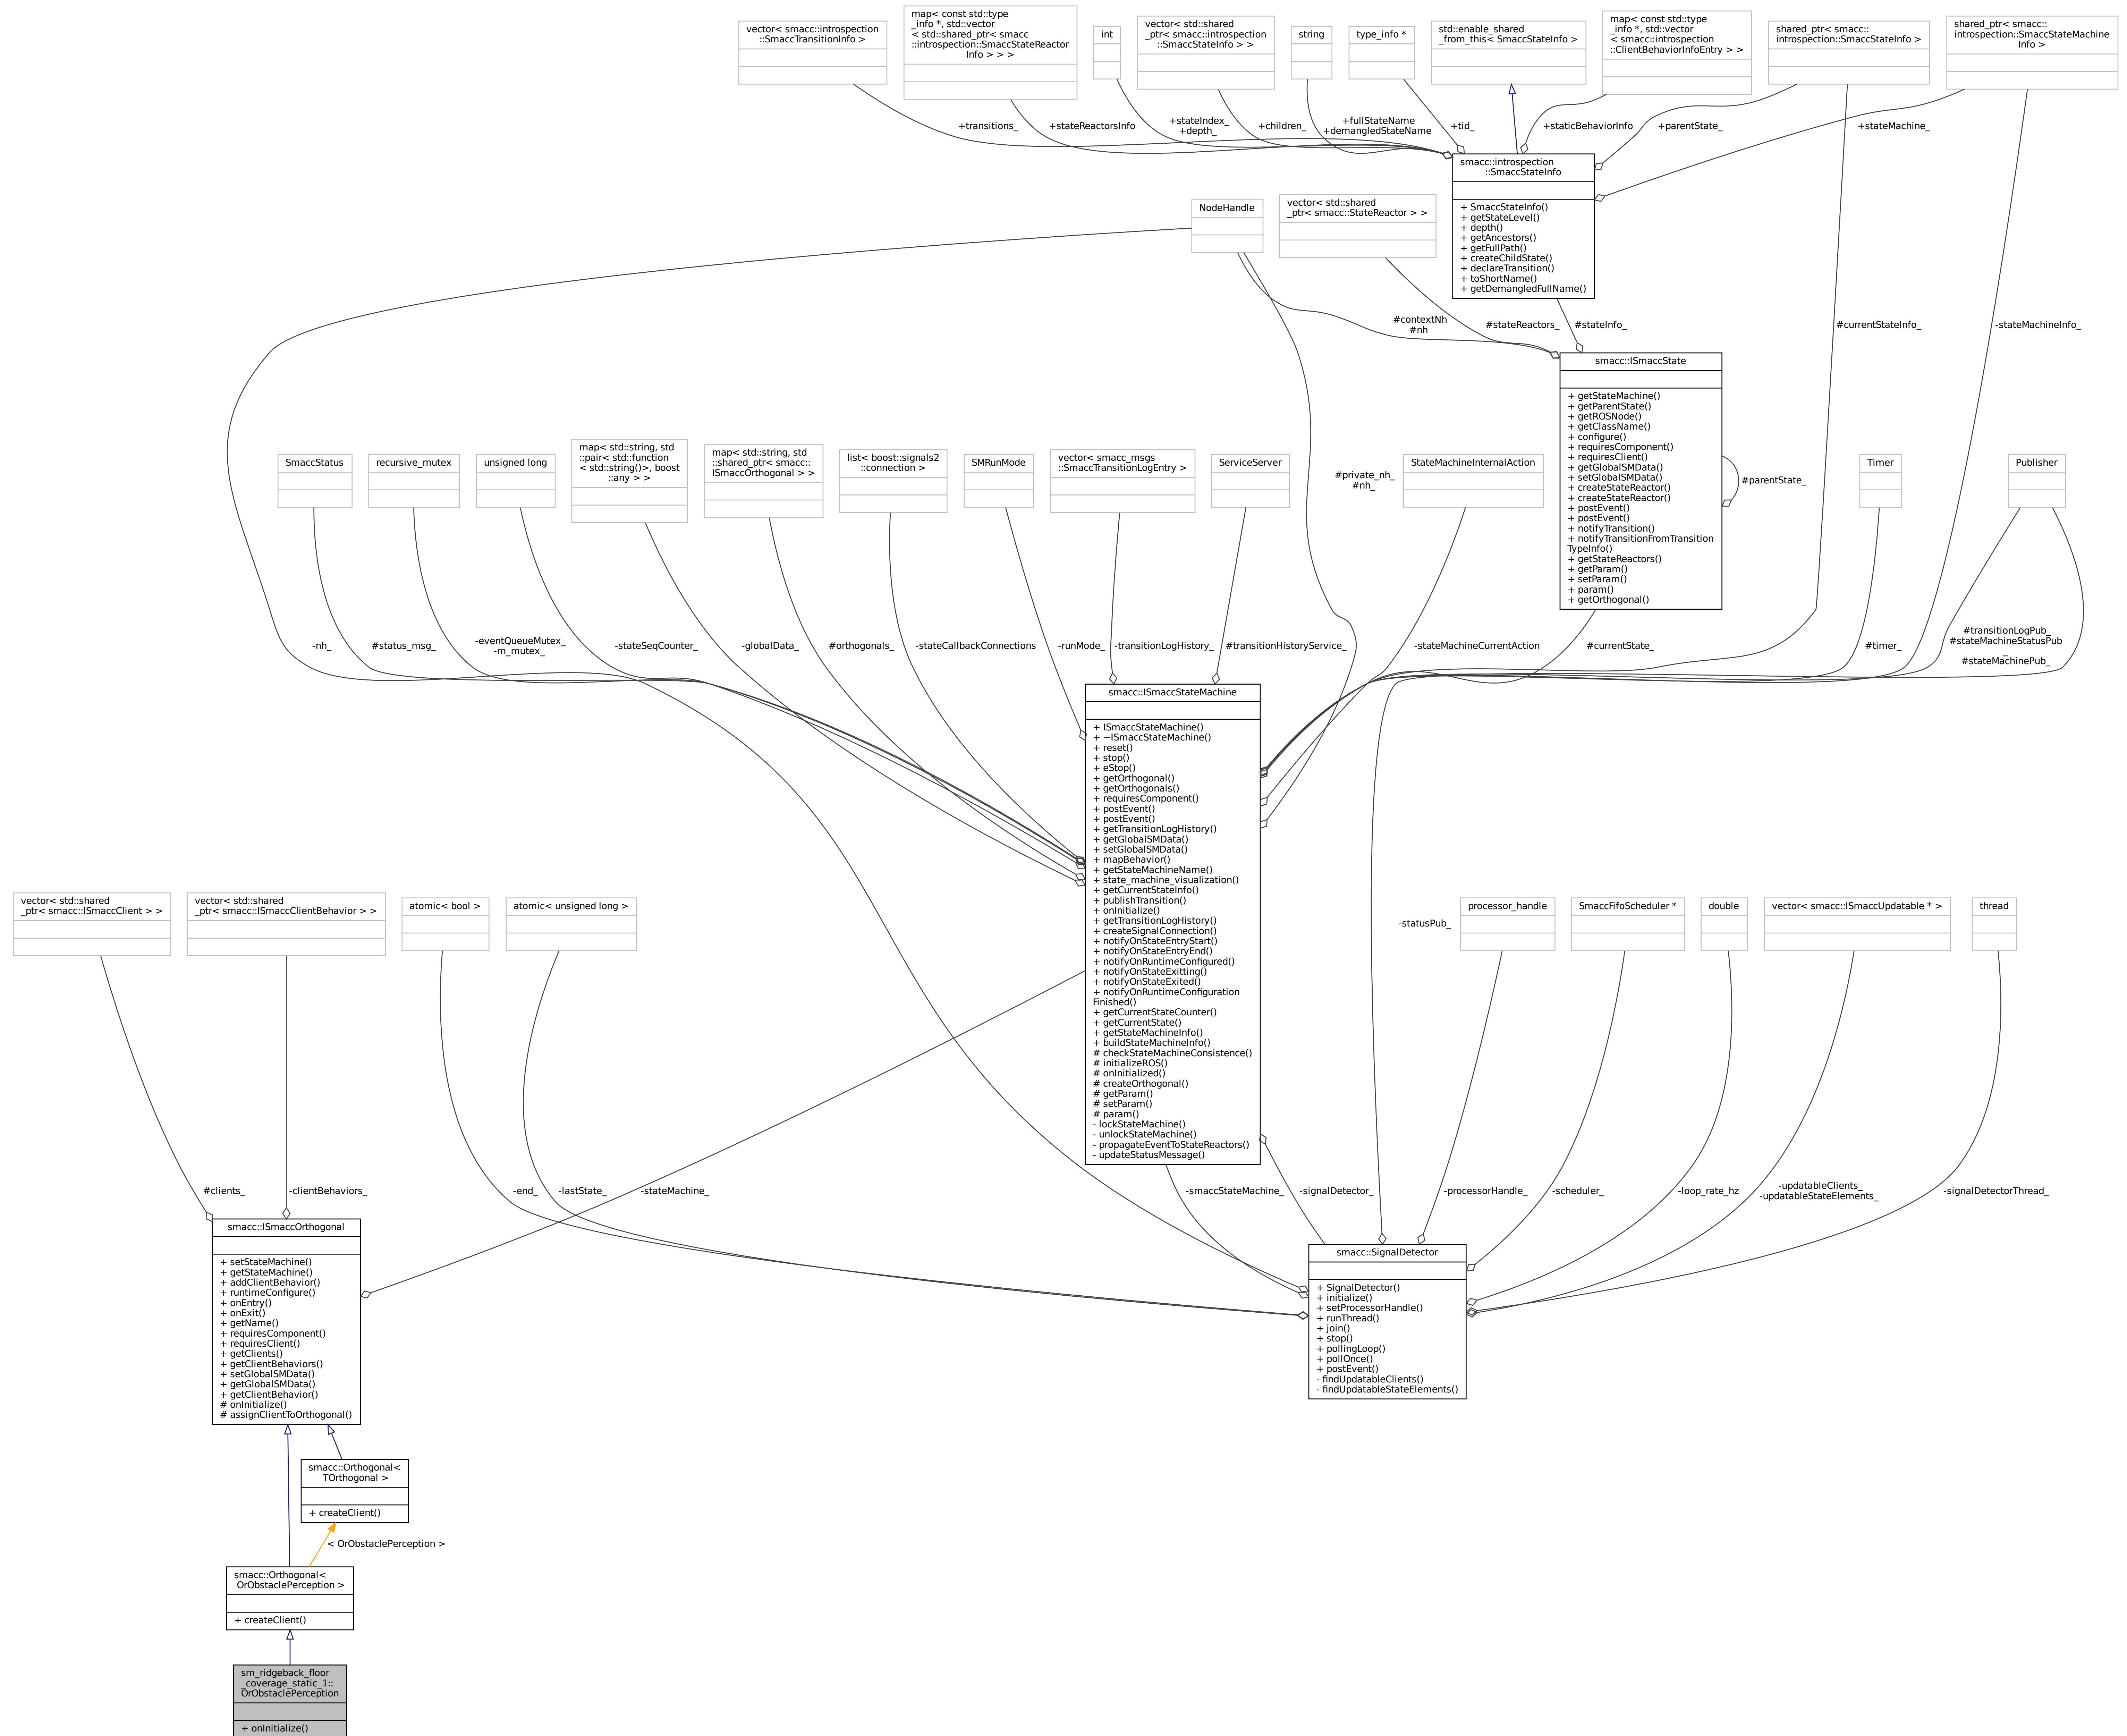 vector< smacc::introspection
::SmaccTransitionInfo >
map< const std::type
_info *, std::vector
< std::shared_ptr< smacc
::introspection::SmaccStateReactor
Info > > >
int
vector< std::shared
_ptr< smacc::introspection
::SmaccStateInfo > >
string
type_info *
std::enable_shared
_from_this< SmaccStateInfo >
map< const std::type
_info *, std::vector
< smacc::introspection
::ClientBehaviorInfoEntry > >
shared_ptr< smacc::
introspection::SmaccStateInfo >
shared_ptr< smacc::
introspection::SmaccStateMachine
Info >
+transitions_
+stateReactorsInfo
+stateIndex_
+depth_
+children_
+fullStateName
+demangledStateName
+tid_
+staticBehaviorInfo
+parentState_
+stateMachine_
smacc::introspection
::SmaccStateInfo
+ SmaccStateInfo()
+ getStateLevel()
+ depth()
+ getAncestors()
+ getFullPath()
+ createChildState()
+ declareTransition()
+ toShortName()
+ getDemangledFullName()
NodeHandle
vector< std::shared
_ptr< smacc::StateReactor > >
#contextNh
#nh
#stateReactors_
#stateInfo_
#currentStateInfo_
-stateMachineInfo_
smacc::ISmaccState
+ getStateMachine()
+ getParentState()
+ getROSNode()
+ getClassName()
+ configure()
+ requiresComponent()
+ requiresClient()
+ getGlobalSMData()
+ setGlobalSMData()
+ createStateReactor()
+ createStateReactor()
+ postEvent()
+ postEvent()
+ notifyTransition()
+ notifyTransitionFromTransition
TypeInfo()
+ getStateReactors()
+ getParam()
+ setParam()
+ param()
+ getOrthogonal()
#parentState_
SmaccStatus
recursive_mutex
unsigned long
map< std::string, std
::pair< std::function
< std::string()>, boost
::any > >
map< std::string, std
::shared_ptr< smacc::
ISmaccOrthogonal > >
list< boost::signals2
::connection >
SMRunMode
vector< smacc_msgs
::SmaccTransitionLogEntry >
ServiceServer
#private_nh_
#nh_
StateMachineInternalAction
Timer
Publisher
-nh_
#status_msg_
-eventQueueMutex_
-m_mutex_
-stateSeqCounter_
-globalData_
#orthogonals_
-stateCallbackConnections
-runMode_
-transitionLogHistory_
#transitionHistoryService_
-stateMachineCurrentAction
#currentState_
#timer_
#transitionLogPub_
#stateMachineStatusPub
_
#stateMachinePub_
smacc::ISmaccStateMachine
+ ISmaccStateMachine()
+ ~ISmaccStateMachine()
+ reset()
+ stop()
+ eStop()
+ getOrthogonal()
+ getOrthogonals()
+ requiresComponent()
+ postEvent()
+ postEvent()
+ getTransitionLogHistory()
+ getGlobalSMData()
+ setGlobalSMData()
+ mapBehavior()
+ getStateMachineName()
+ state_machine_visualization()
+ getCurrentStateInfo()
+ publishTransition()
+ onInitialize()
+ getTransitionLogHistory()
+ createSignalConnection()
+ notifyOnStateEntryStart()
+ notifyOnStateEntryEnd()
+ notifyOnRuntimeConfigured()
+ notifyOnStateExitting()
+ notifyOnStateExited()
+ notifyOnRuntimeConfiguration
Finished()
+ getCurrentStateCounter()
+ getCurrentState()
+ getStateMachineInfo()
+ buildStateMachineInfo()
# checkStateMachineConsistence()
# initializeROS()
# onInitialized()
# createOrthogonal()
# getParam()
# setParam()
# param()
- lockStateMachine()
- unlockStateMachine()
- propagateEventToStateReactors()
- updateStatusMessage()
vector< std::shared
_ptr< smacc::ISmaccClient > >
vector< std::shared
_ptr< smacc::ISmaccClientBehavior > >
atomic< bool >
atomic< unsigned long >
-statusPub_
processor_handle
SmaccFifoScheduler *
double
vector< smacc::ISmaccUpdatable * >
thread
#clients_
-clientBehaviors_
-end_
-lastState_
-stateMachine_
-smaccStateMachine_
-signalDetector_
-processorHandle_
-scheduler_
-loop_rate_hz
-updatableClients_
-updatableStateElements_
-signalDetectorThread_
smacc::ISmaccOrthogonal
+ setStateMachine()
+ getStateMachine()
+ addClientBehavior()
+ runtimeConfigure()
+ onEntry()
+ onExit()
+ getName()
+ requiresComponent()
+ requiresClient()
+ getClients()
+ getClientBehaviors()
+ setGlobalSMData()
+ getGlobalSMData()
+ getClientBehavior()
# onInitialize()
# assignClientToOrthogonal()
smacc::SignalDetector
+ SignalDetector()
+ initialize()
+ setProcessorHandle()
+ runThread()
+ join()
+ stop()
+ pollingLoop()
+ pollOnce()
+ postEvent()
- findUpdatableClients()
- findUpdatableStateElements()
smacc::Orthogonal<
TOrthogonal >
+ createClient()
< OrObstaclePerception >
smacc::Orthogonal<
OrObstaclePerception >
+ createClient()
sm_ridgeback_floor
_coverage_static_1::
OrObstaclePerception
+ onInitialize()